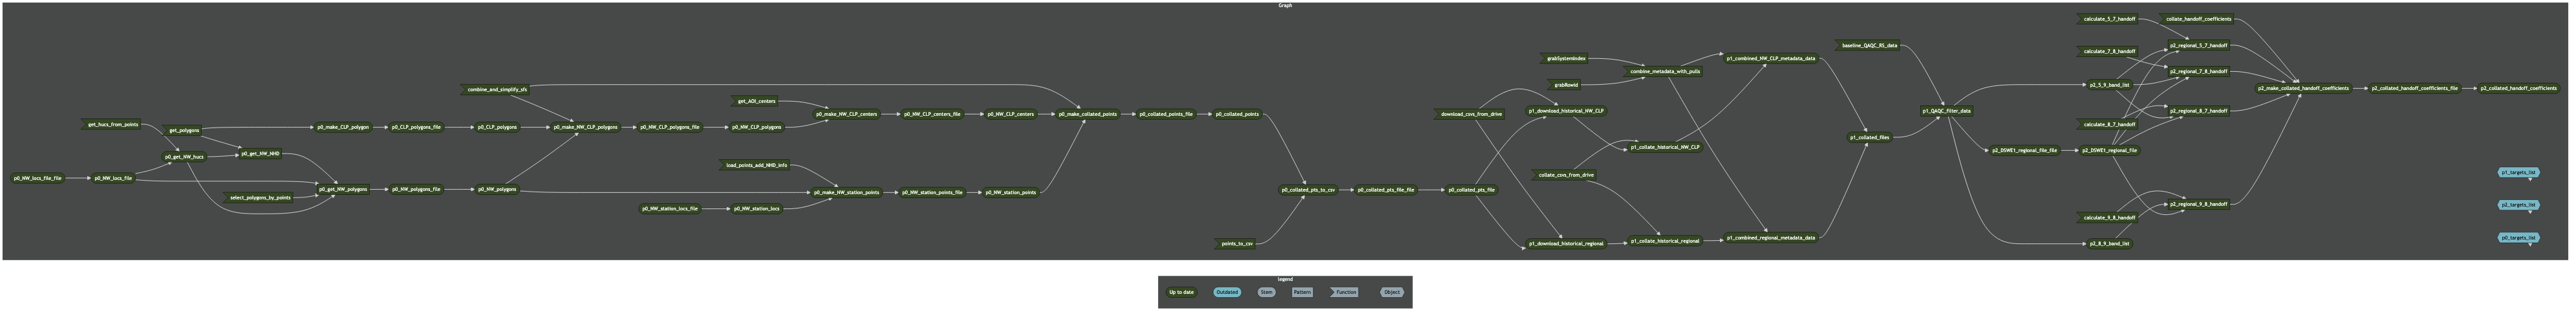 Graph
get_hucs_from_points
get_polygons
p0_NW_locs_file_file
p0_NW_locs_file
p0_get_NW_hucs
p0_get_NW_NHD
select_polygons_by_points
p0_make_CLP_polygon
p0_get_NW_polygons
p0_CLP_polygons_file
p0_NW_polygons_file
combine_and_simplify_sfs
p0_CLP_polygons
p0_NW_polygons
p0_make_NW_CLP_polygons
p0_NW_CLP_polygons_file
p0_NW_station_locs_file
get_AOI_centers
p0_NW_CLP_polygons
load_points_add_NHD_info
p0_NW_station_locs
p0_make_NW_CLP_centers
p0_make_NW_station_points
p0_NW_CLP_centers_file
p0_NW_station_points_file
p0_NW_CLP_centers
p0_NW_station_points
p0_make_collated_points
p0_collated_points_file
p0_collated_points
points_to_csv
p0_collated_pts_to_csv
p0_collated_pts_file_file
download_csvs_from_drive
p0_collated_pts_file
grabSystemIndex
grabRowid
p1_download_historical_NW_CLP
collate_csvs_from_drive
p1_download_historical_regional
combine_metadata_with_pulls
p1_collate_historical_NW_CLP
p1_collate_historical_regional
p1_combined_NW_CLP_metadata_data
p1_combined_regional_metadata_data
baseline_QAQC_RS_data
p1_collated_files
p1_QAQC_filter_data
p2_DSWE1_regional_file_file
calculate_5_7_handoff
calculate_7_8_handoff
p2_5_9_band_list
calculate_8_7_handoff
p2_DSWE1_regional_file
calculate_9_8_handoff
p2_8_9_band_list
collate_handoff_coefficients
p2_regional_5_7_handoff
p2_regional_7_8_handoff
p2_regional_8_7_handoff
p2_regional_9_8_handoff
p2_make_collated_handoff_coefficients
p2_collated_handoff_coefficients_file
p2_collated_handoff_coefficients
p1_targets_list
p2_targets_list
p0_targets_list
legend
Up to date
Outdated
Stem
Pattern
Function
Object